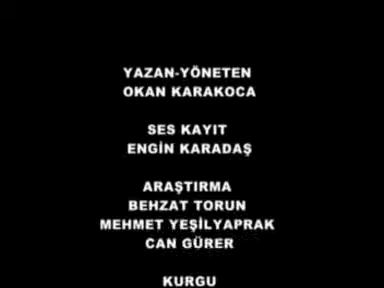 YAZAN-YÖNETEN
OKAN KARAKOCA
SES KAYIT
ENGİN KARADAŞ
ARAŞTIRMA
BEHZAT TORUN
MEHMET YEŞİLYAPRAK
CAN GÜRER
KURGU